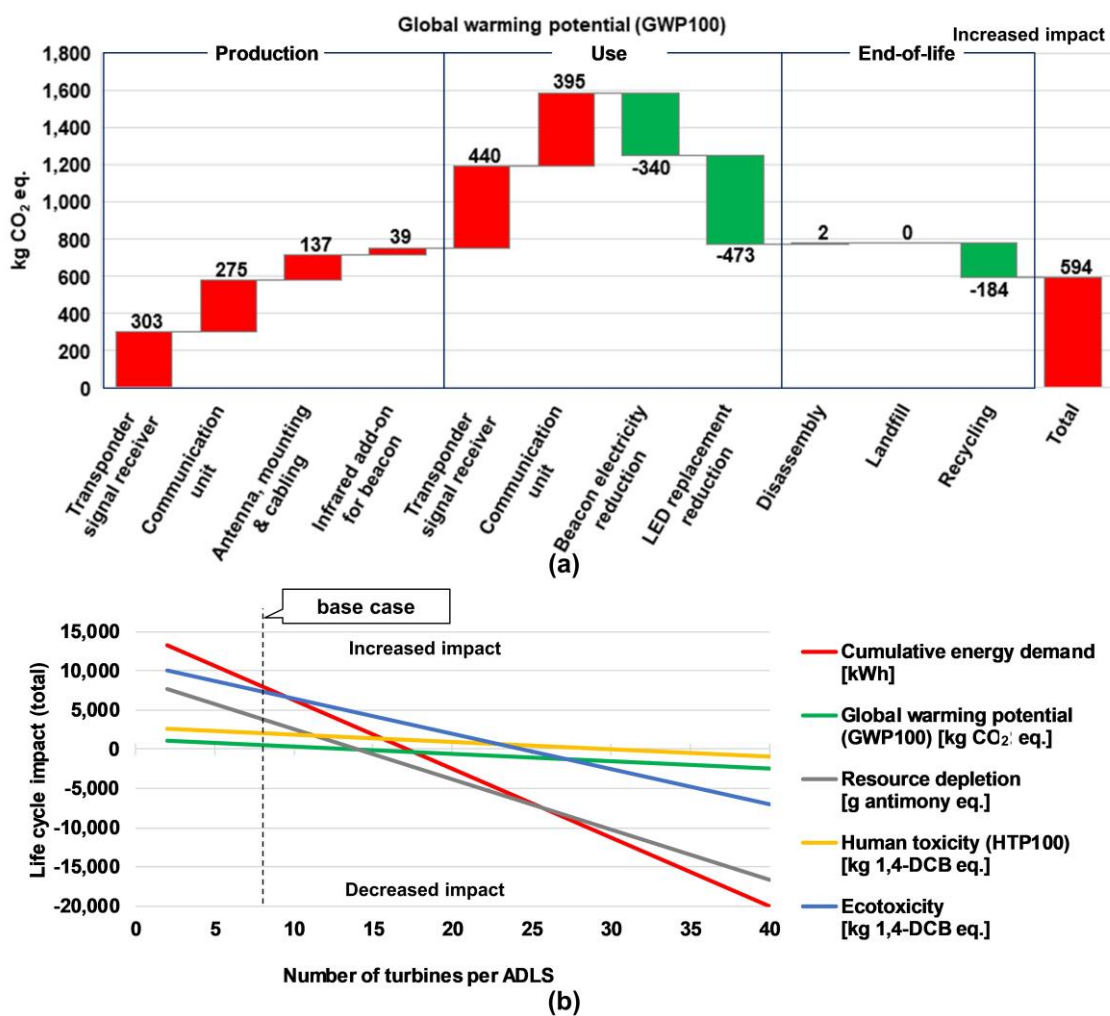 Global warming potential (GWP100)
Increased impact
Production
Use
End-of-life
kg CO2 eq.
1,800
1,600
1,400
1,200
1,000
800
600
400
200
0
303
275
137
39
440
395
-340
-473
2
0
-184
594
Transponder
signal receiver
Communication
unit
Antenna, mounting
& cabling
Infrared add-on
for beacon
Transponder
signal receiver
Communication
unit
Beacon electricity
reduction
LED replacement
reduction
Disassembly
Landfill
Recycling
Total
(a)
base case
Life cycle impact (total)
15,000
10,000
5,000
0
-5,000
-10,000
-15,000
-20,000
Increased impact
Decreased impact
0 5 10 15 20 25 30 35 40
Number of turbines per ADLS
Cumulative energy demand
[kWh]
Global warming potential
(GWP100) [kg CO2 eq.]
Resource depletion
[g antimony eq.]
Human toxicity (HTP100)
[kg 1,4-DCB eq.]
Ecotoxicity
[kg 1,4-DCB eq.]
(b)